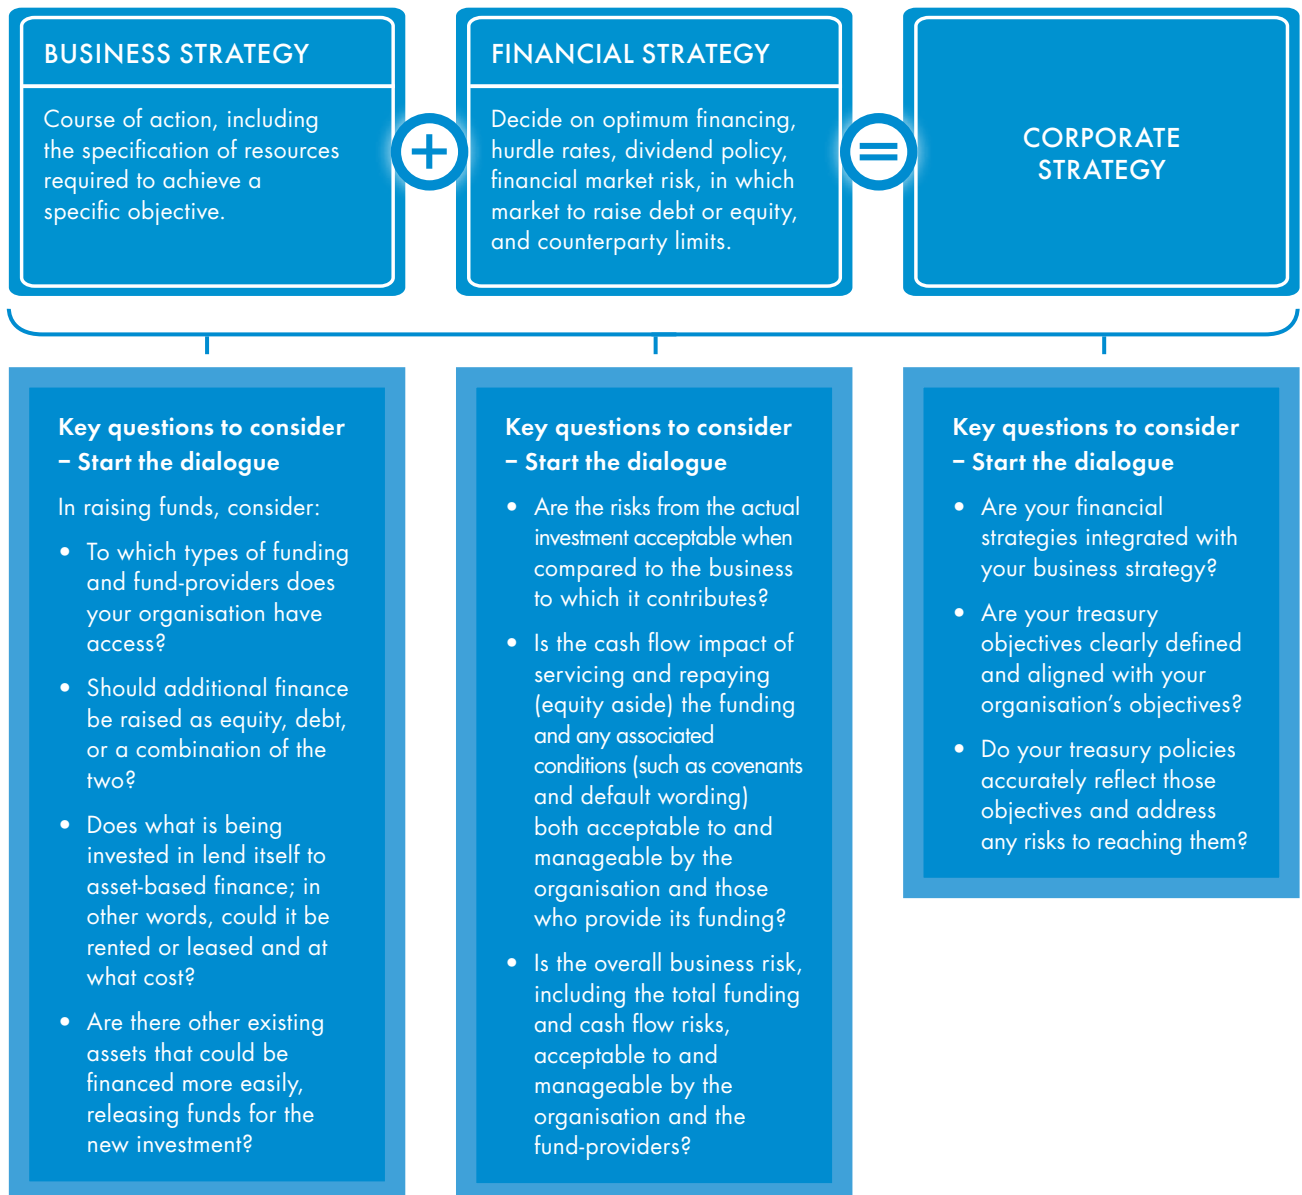 BUSINESS STRATEGY
Course of action, including
the specification of resources
required to achieve a
specific objective.
+
FINANCIAL STRATEGY
Decide on optimum financing,
hurdle rates, dividend policy,
financial market risk, in which
market to raise debt or equity,
and counterparty limits.
=
CORPORATE
STRATEGY
Key questions to consider
– Start the dialogue
In raising funds, consider:
• To which types of funding
and fund-providers does
your organisation have
access?
• Should additional finance
be raised as equity, debt,
or a combination of the
two?
• Does what is being
invested in lend itself to
asset-based finance; in
other words, could it be
rented or leased and at
what cost?
• Are there other existing
assets that could be
financed more easily,
releasing funds for the
new investment?
Key questions to consider
– Start the dialogue
• Are the risks from the actual
investment acceptable when
compared to the business
to which it contributes?
• Is the cash flow impact of
servicing and repaying
(equity aside) the funding
and any associated
conditions (such as covenants
and default wording)
both acceptable to and
manageable by the
organisation and those
who provide its funding?
• Is the overall business risk,
including the total funding
and cash flow risks,
acceptable to and
manageable by the
organisation and the
fund-providers?
Key questions to consider
– Start the dialogue
• Are your financial
strategies integrated with
your business strategy?
• Are your treasury
objectives clearly defined
and aligned with your
organisation's objectives?
• Do your treasury policies
accurately reflect those
objectives and address
any risks to reaching them?